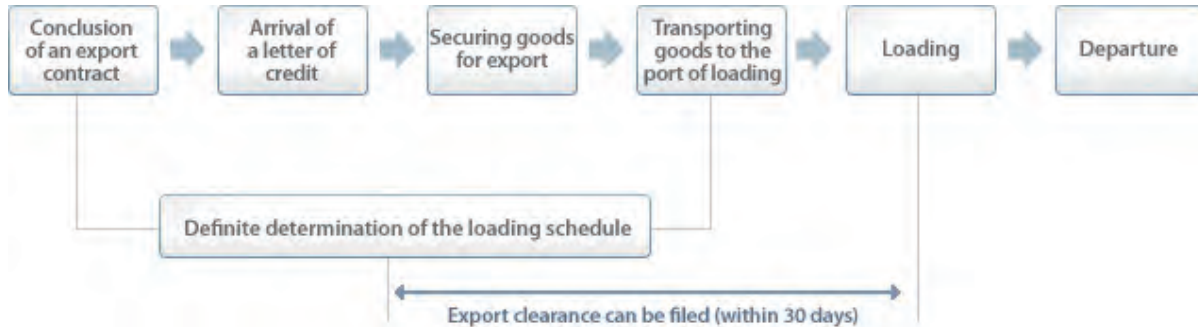 Conclusion
of an export
contract
Arrival of
a letter of
credit
Securing goods
for export
Transporting
goods to the
port of loading
Loading
Departure
Definite determination of the loading schedule
Export clearance can be filed (within 30 days)